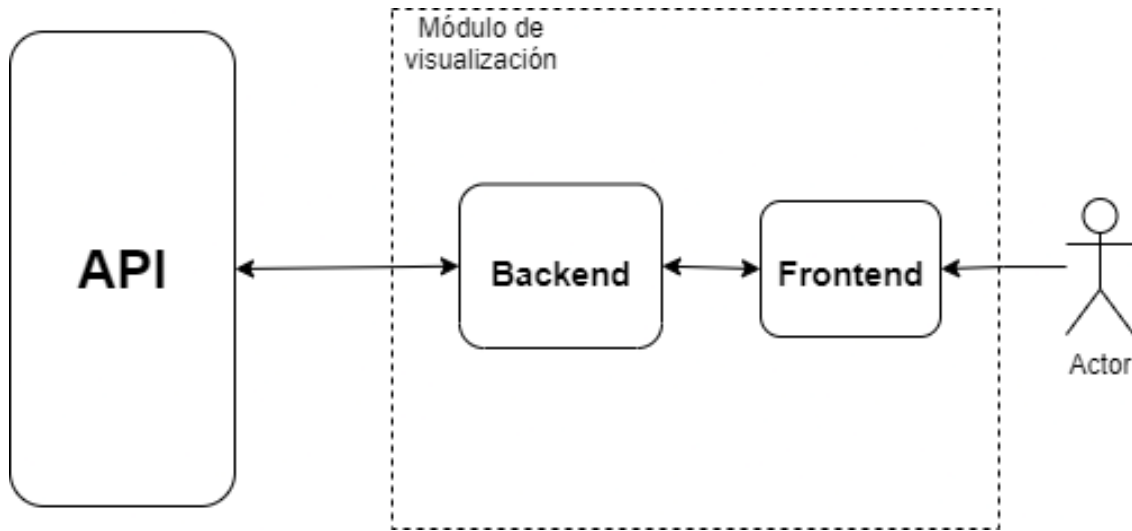 Módulo de
visualización
API
Backend
Frontend
Actor